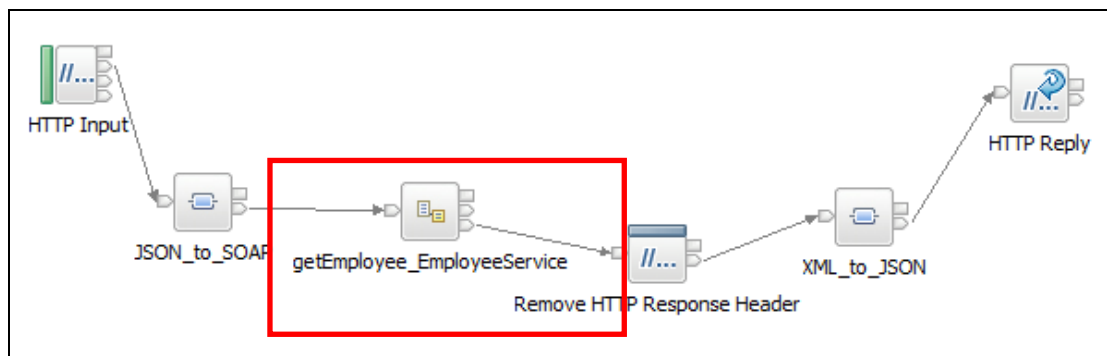 //...
HTTP Input
JSON_to_SOAP
getEmployee_EmployeeService
//...
Remove HTTP Response Header
XML_to_JSON
//...
HTTP Reply